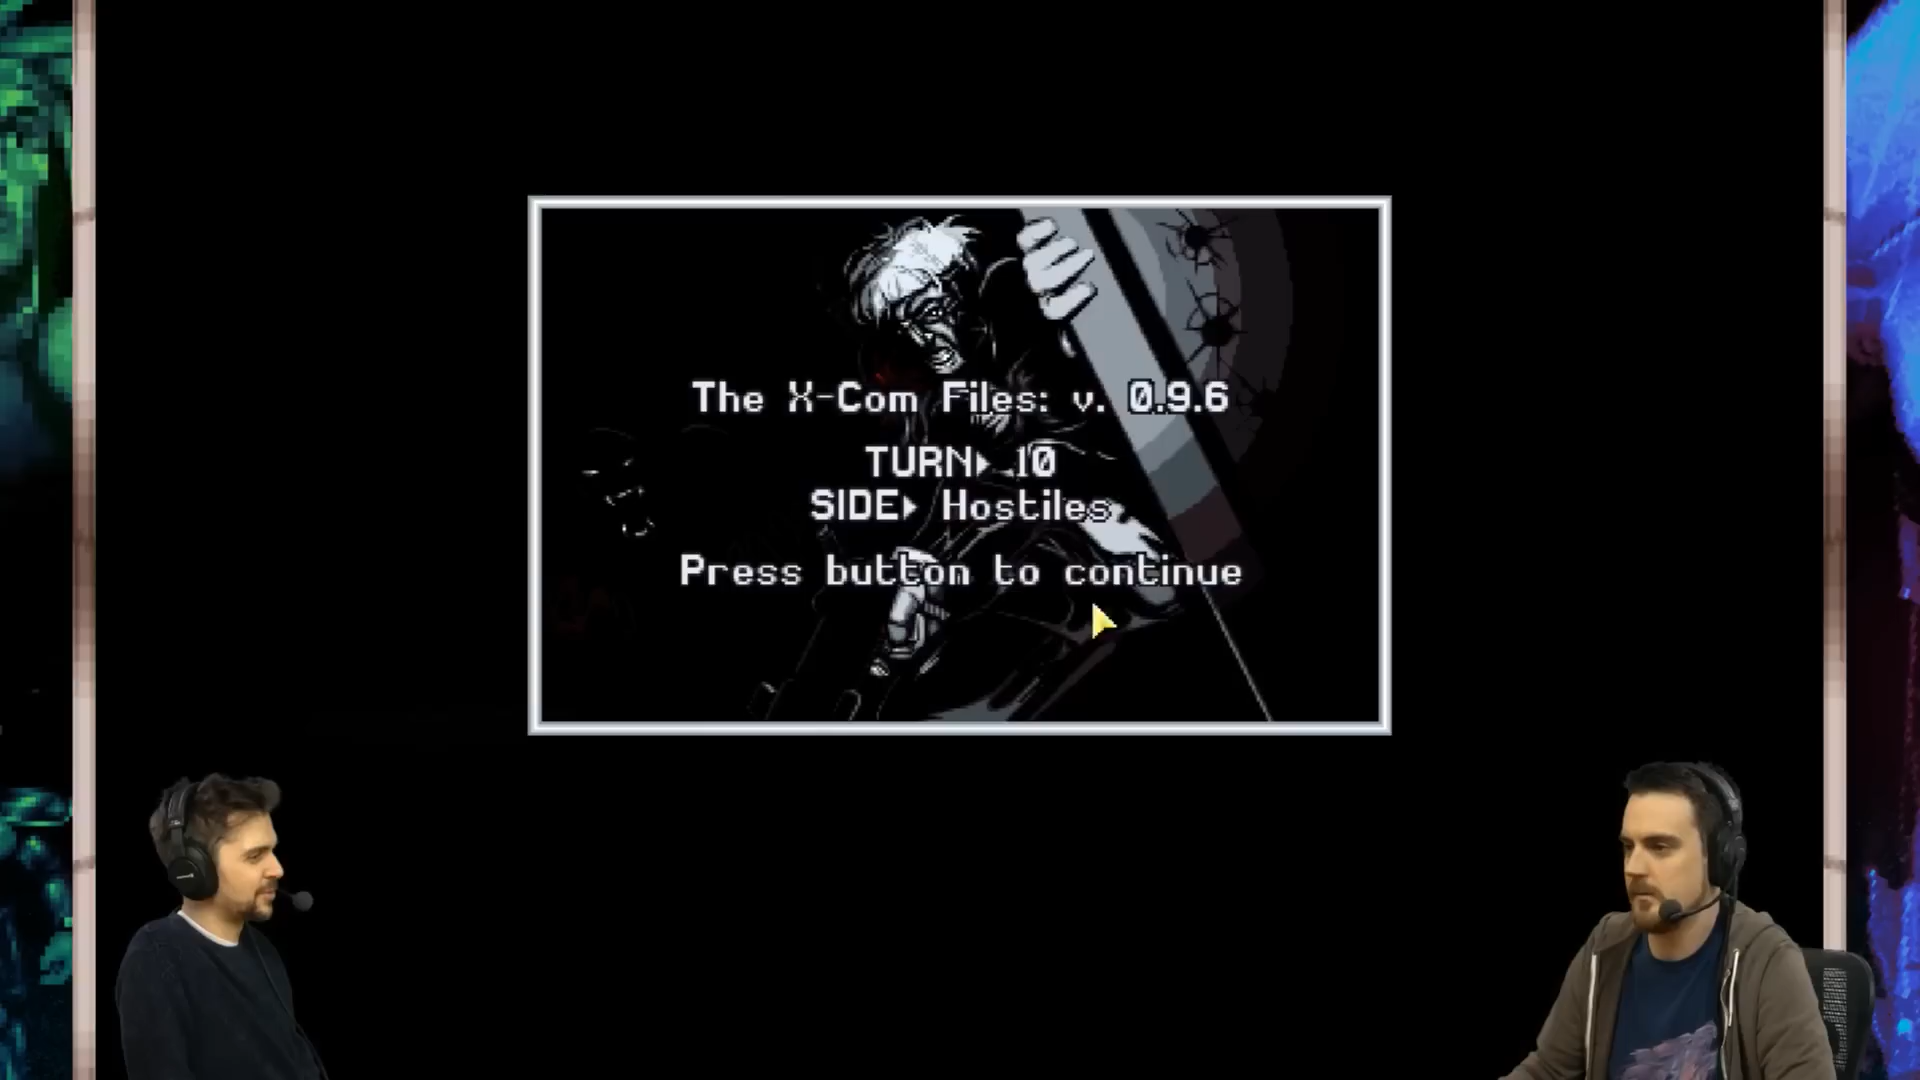 The X-Com Files: v. 0.9.6
TURN▸ 10
SIDE▸ Hostiles
Press button to continue